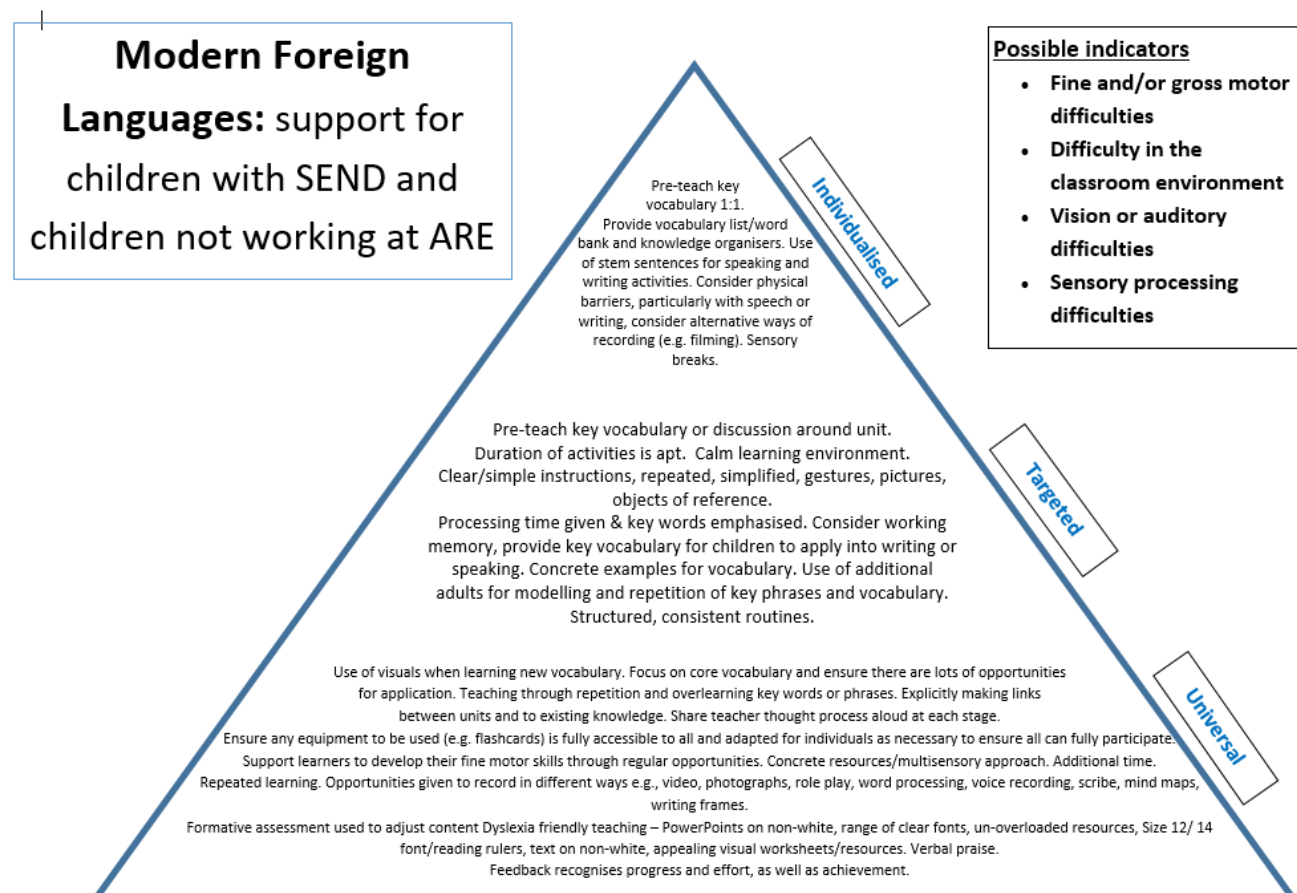 Modern Foreign
Languages: support for
children with SEND and
children not working at ARE
Possible indicators
• Fine and/or gross motor
difficulties
• Difficulty in the
classroom environment
• Vision or auditory
difficulties
• Sensory processing
difficulties
Individualised
Pre-teach key
vocabulary 1:1.
Provide vocabulary list/word
bank and knowledge organisers. Use
of stem sentences for speaking and
writing activities. Consider physical
barriers, particularly with speech or
writing, consider alternative ways of
recording (e.g. filming). Sensory
breaks.
Targeted
Pre-teach key vocabulary or discussion around unit.
Duration of activities is apt.  Calm learning environment.
Clear/simple instructions, repeated, simplified, gestures, pictures,
objects of reference.
Processing time given & key words emphasised. Consider working
memory, provide key vocabulary for children to apply into writing or
speaking. Concrete examples for vocabulary. Use of additional
adults for modelling and repetition of key phrases and vocabulary.
Structured, consistent routines.
Universal
Use of visuals when learning new vocabulary. Focus on core vocabulary and ensure there are lots of opportunities
for application. Teaching through repetition and overlearning key words or phrases. Explicitly making links
between units and to existing knowledge. Share teacher thought process aloud at each stage.
Ensure any equipment to be used (e.g. flashcards) is fully accessible to all and adapted for individuals as necessary to ensure all can fully participate.
Support learners to develop their fine motor skills through regular opportunities. Concrete resources/multisensory approach. Additional time.
Repeated learning. Opportunities given to record in different ways e.g., video, photographs, role play, word processing, voice recording, scribe, mind maps,
writing frames.
Formative assessment used to adjust content Dyslexia friendly teaching – PowerPoints on non-white, range of clear fonts, un-overloaded resources, Size 12/ 14
font/reading rulers, text on non-white, appealing visual worksheets/resources. Verbal praise.
Feedback recognises progress and effort, as well as achievement.